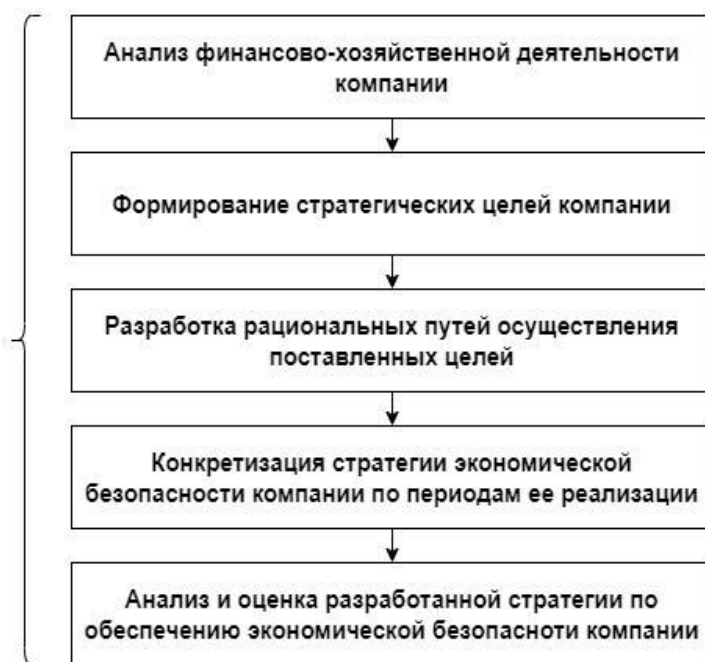 Анализ финансово-хозяйственной деятельности
компании
Формирование стратегических целей компании
Разработка рациональных путей осуществления
поставленных целей
Конкретизация стратегии экономической
безопасности компании по периодам ее реализации
Анализ и оценка разработанной стратегии по
обеспечению экономической безопасноти компании